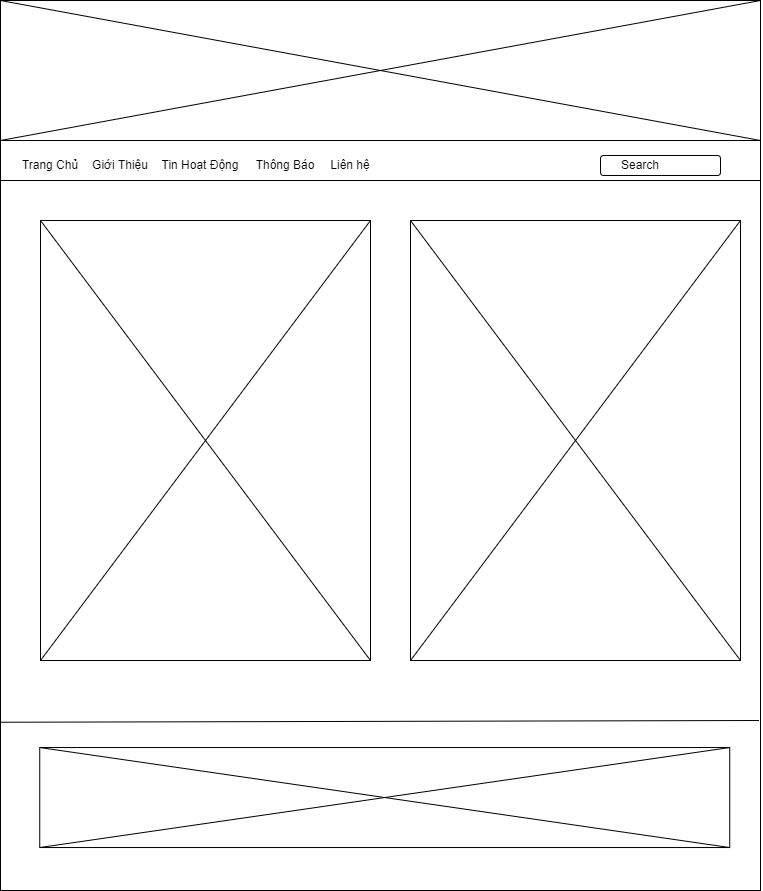 Trang Chủ Giới Thiệu Tin Hoạt Động Thông Báo Liên hệ Search